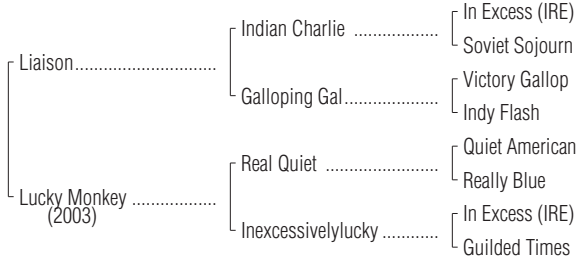 In Excess (IRE)
Indian Charlie ..................
Soviet Sojourn
Liaison..............................
Victory Gallop
Galloping Gal....................
Indy Flash
Quiet American
Real Quiet ........................
Really Blue
Lucky Monkey ..................
(2003)
In Excess (IRE)
Inexcessivelylucky ............
Guilded Times